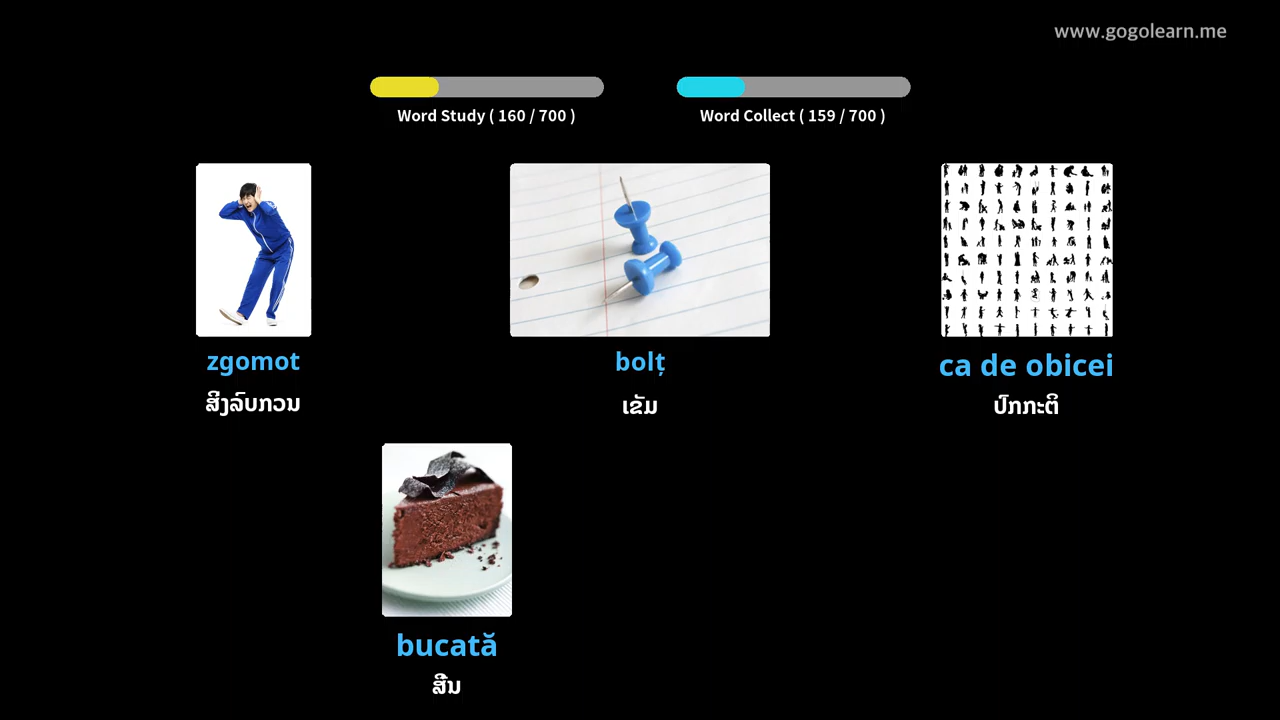 www.gogolearn.me
Word Study ( 160 / 700 )
Word Collect ( 159 / 700 )
zgomot
ສິ່ງລົບກວນ
bolț
ເຂັມ
ca de obicei
ປົກກະຕິ
bucată
ສິ້ນ